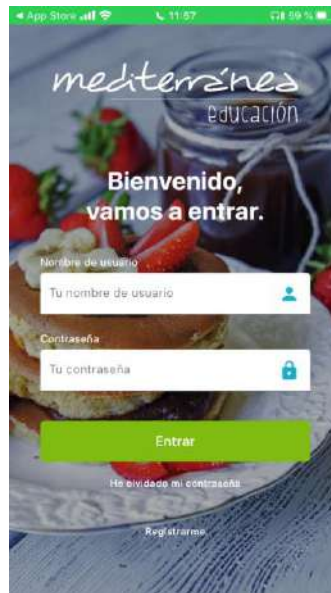 App Store
11:57
59 %
mediterránea
educación
Bienvenido,
vamos a entrar.
Nombre de usuario
Tu nombre de usuario
Contraseña
Tu contraseña
Entrar
He olvidado mi contraseña
Registrarme